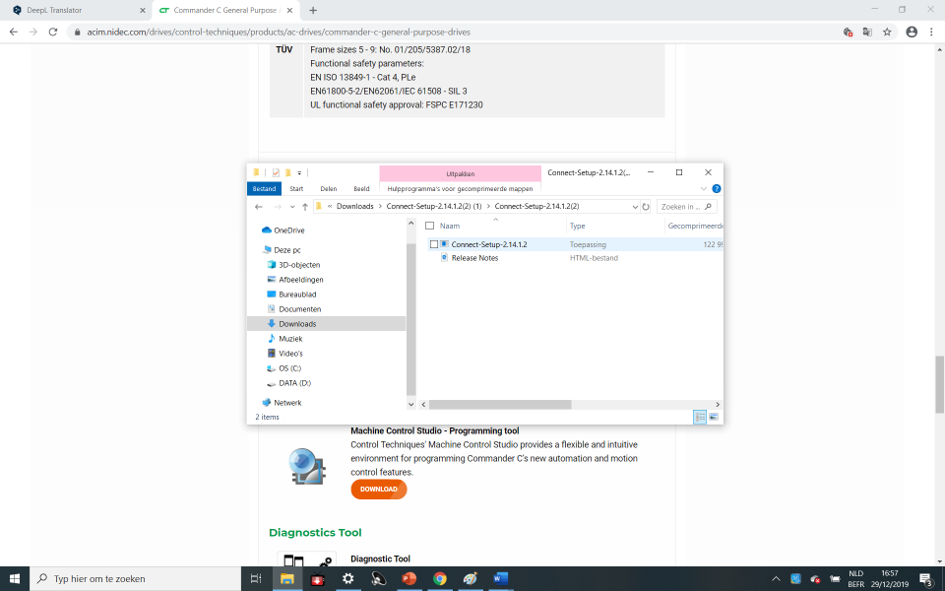 DeepL Translator
Commander C General Purpose
acim.nidec.com/drives/control-techniques/products/ac-drives/commander-c-general-purpose-drives
TÜV
Frame sizes 5 - 9: No. 01/205/5387.02/18
Functional safety parameters:
EN ISO 13849-1 - Cat 4, PLe
EN61800-5-2/EN62061/IEC 61508 - SIL 3
UL functional safety approval: FSPC E171230
Uitpakken
Connect-Setup-2.14.1.2(...
Bestand
Start
Delen
Beeld
Hulpprogramma's voor gecomprimeerde mappen
« Downloads > Connect-Setup-2.14.1.2(2) (1) > Connect-Setup-2.14.1.2(2)
Zoeken in ...
Naam
Type
Gecomprimeerde
OneDrive
Deze pc
3D-objecten
Afbeeldingen
Bureaublad
Documenten
Downloads
Muziek
Video's
OS (C:)
DATA (D:)
Netwerk
Connect-Setup-2.14.1.2
Toepassing
122 9
Release Notes
HTML-bestand
2 items
Machine Control Studio - Programming tool
Control Techniques' Machine Control Studio provides a flexible and intuitive
environment for programming Commander C's new automation and motion
control features.
DOWNLOAD
Diagnostics Tool
Diagnostic Tool
Typ hier om te zoeken
NLD
BEFR
16:57
29/12/2019
3